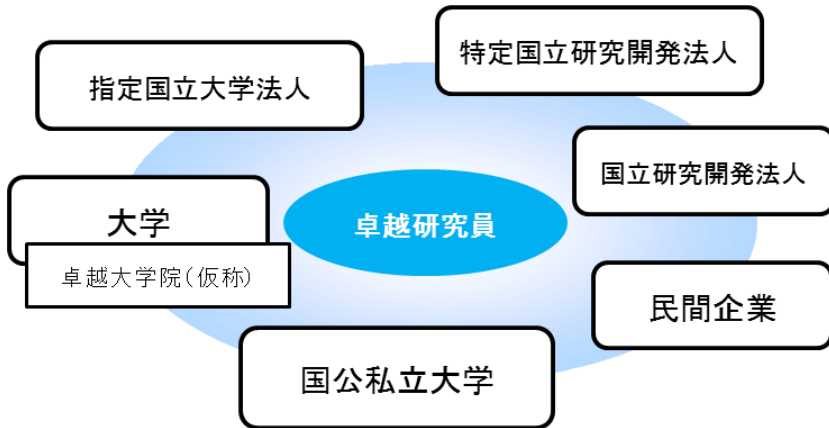 特定国立研究開発法人
指定国立大学法人
国立研究開発法人
大学
卓越研究員
卓越大学院(仮称)
民間企業
国公私立大学